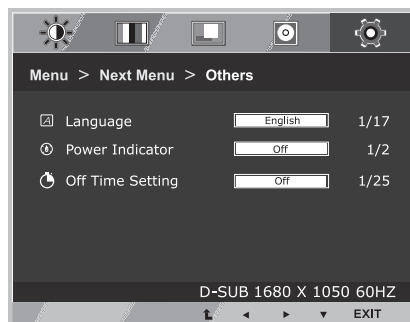 Menu > Next Menu > Others
A Language English 1/17
Power Indicator Off 1/2
Off Time Setting Off 1/25
D-SUB 1680 X 1050 60HZ
EXIT